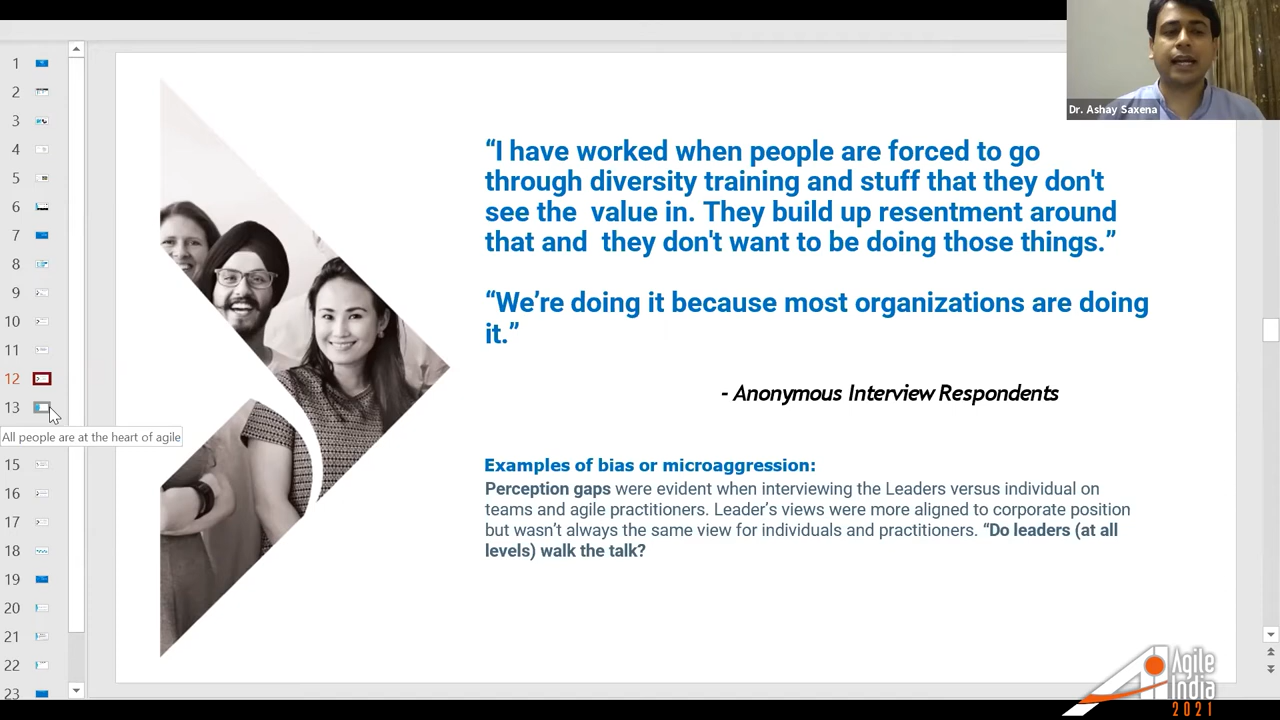 Dr. Ashay Saxena
1
2
3
4
5
6
7
8
9
10
11
12
13
All people are at the heart of agile
15
16
17
18
19
20
21
22
23
“I have worked when people are forced to go
through diversity training and stuff that they don't
see the value in. They build up resentment around
that and they don't want to be doing those things.”
“We’re doing it because most organizations are doing
it.”
- Anonymous Interview Respondents
Examples of bias or microaggression:
Perception gaps were evident when interviewing the Leaders versus individual on
teams and agile practitioners. Leader’s views were more aligned to corporate position
but wasn’t always the same view for individuals and practitioners. “Do leaders (at all
levels) walk the talk?
Agile
India
2021